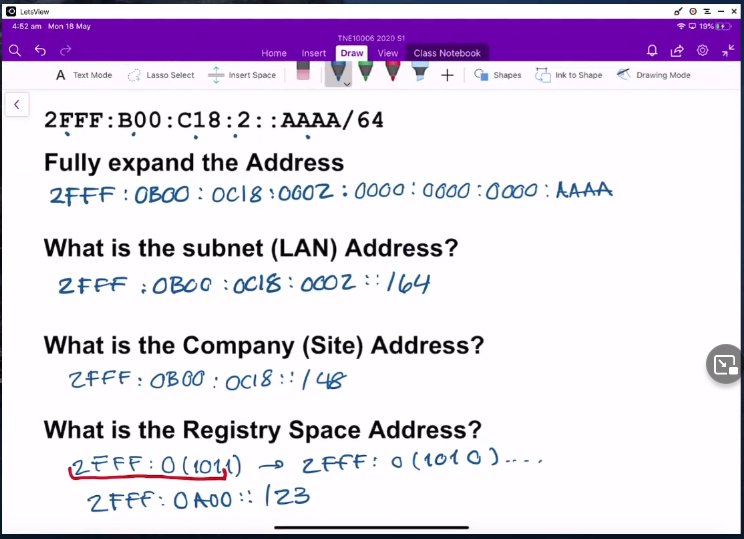 LetsView
4:52 am Mon 18 May
19%
TNE10006 2020 S1
Home Insert Draw View Class Notebook
A Text Mode Lasso Select Insert Space Shapes Ink to Shape Drawing Mode
2FFF:B00:C18:2::AAAA/64
Fully expand the Address
2FFF:0B00:0C18:0002:0000:0000:0000:AAAA
What is the subnet (LAN) Address?
2FFF:0B00:0C18:0002::/64
What is the Company (Site) Address?
2FFF:0B00:0C18::/48
What is the Registry Space Address?
2FFF:0(1011) → 2FFF:0(1010)....
2FFF:0A00::/23